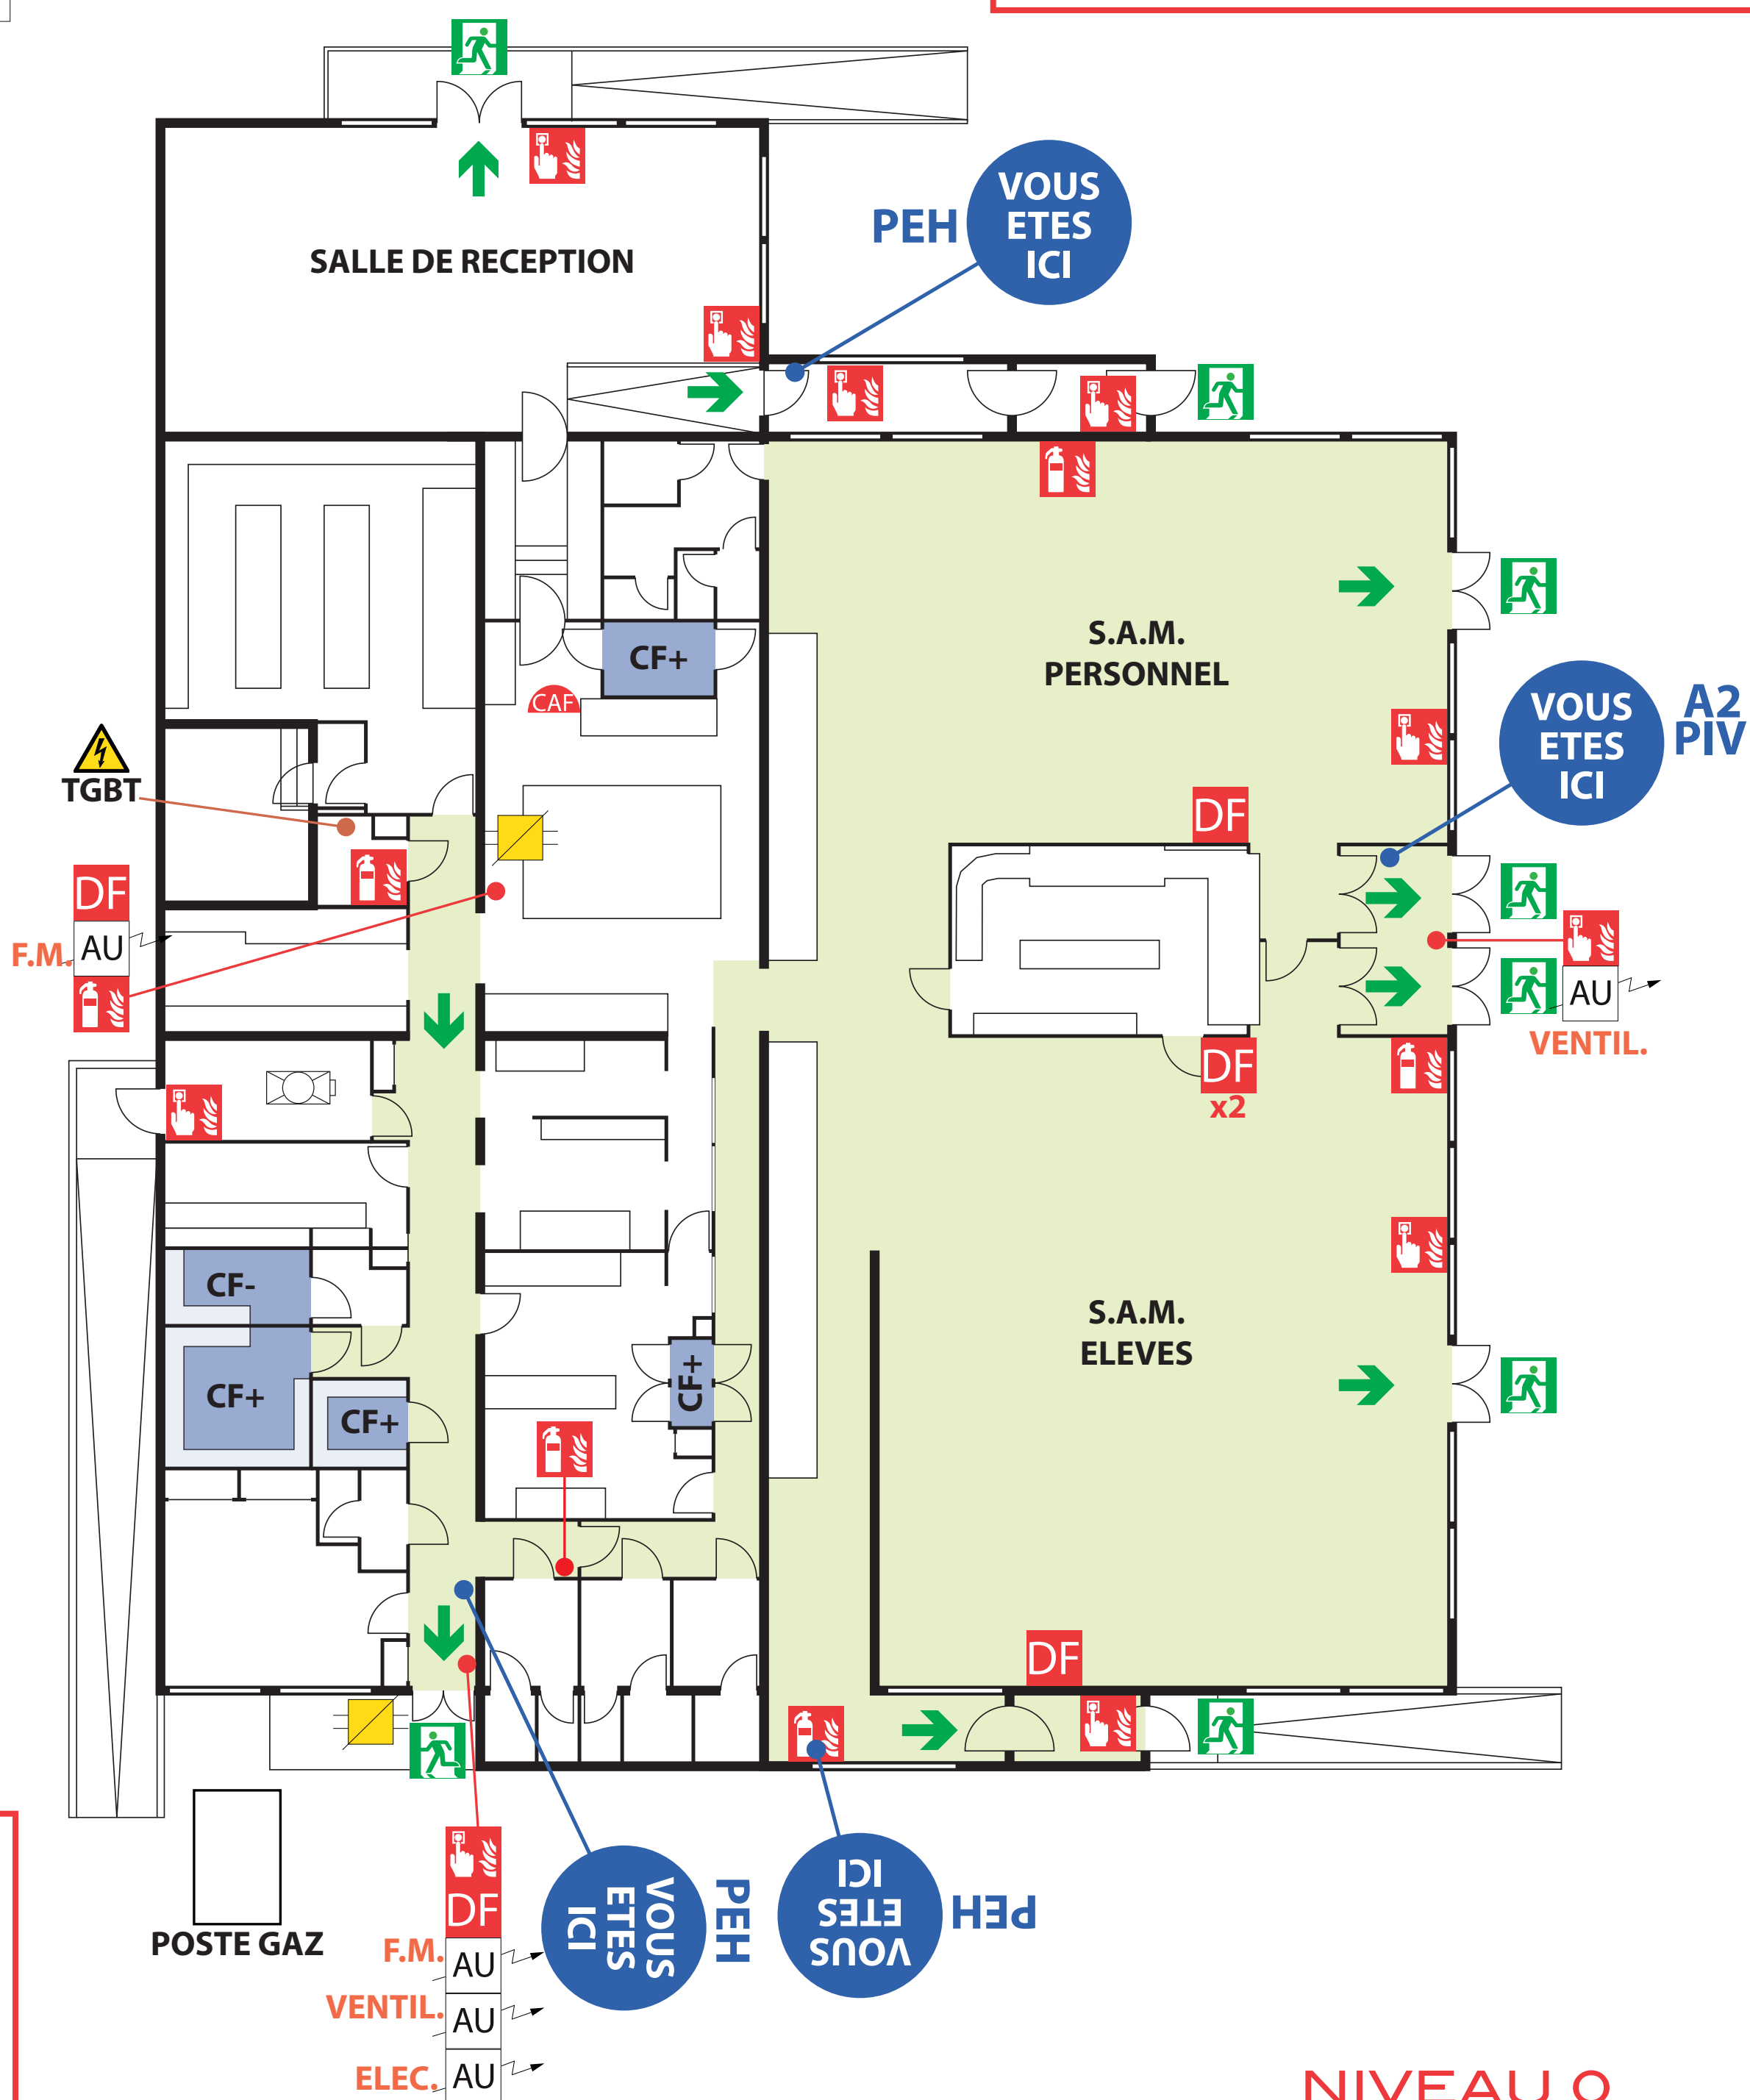 SALLE DE RECEPTION
PEH
VOUS
ETES
ICI
S.A.M.
PERSONNEL
CF+
CAF
VOUS
ETES
ICI
A2
PIV
TGBT
DF
DF
F.M.
AU
AU
VENTIL.
DF
x2
CF-
CF+
CF+
CF+
S.A.M.
ELEVES
DF
POSTE GAZ
DF
VOUS
ETES
ICI
PEH
VOUS
ETES
ICI
PEH
F.M.
AU
VENTIL.
AU
ELEC.
AU
NIVEAU 0